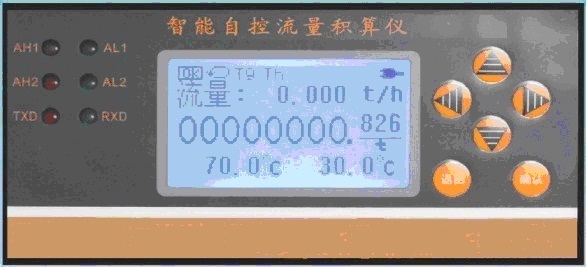 智能自控流量积算仪
AH1 AL1
AH2 AL2
TXD RXD
Tg Th
流量: 0.000 t/h
00000000.826
t
70.0℃ 30.0℃
返回 确认